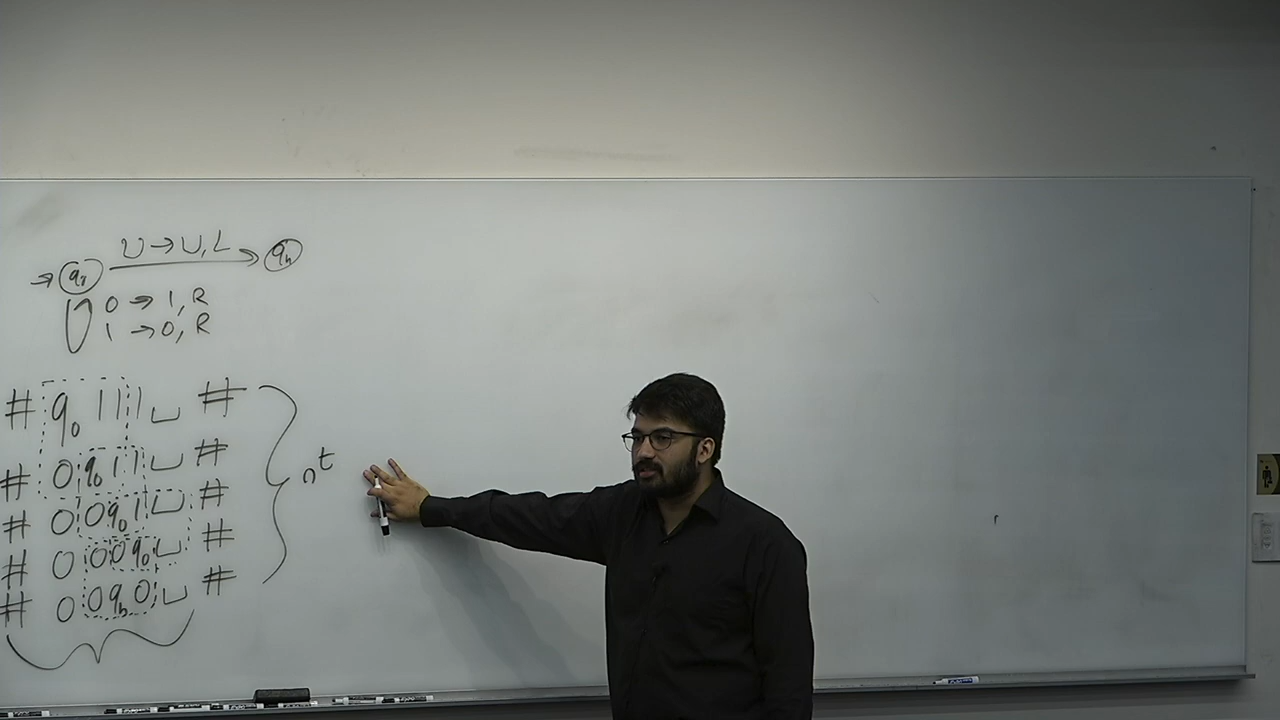 ⊔ → ⊔, L
→ q₀ → qₕ
0 → 1, R
1 → 0, R
# q₀ 1 1 1 ⊔ #
# 0 q₀ 1 1 ⊔ #
# 0 0 q₀ 1 ⊔ #
# 0 0 0 q₀ ⊔ #
# 0 0 qₕ 0 ⊔ #
nᵗ